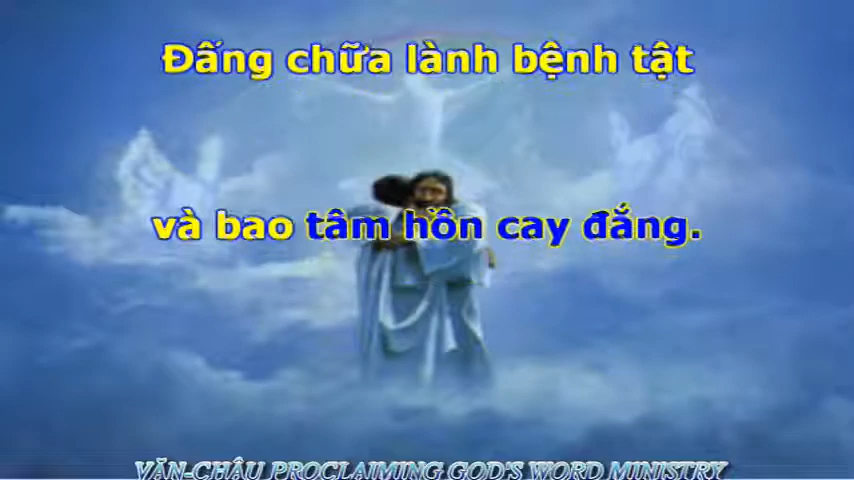 Đấng chữa lành bệnh tật
và bao tâm hồn cay đắng.
VĂN-CHÂU PROCLAIMING GOD'S WORD MINISTRY